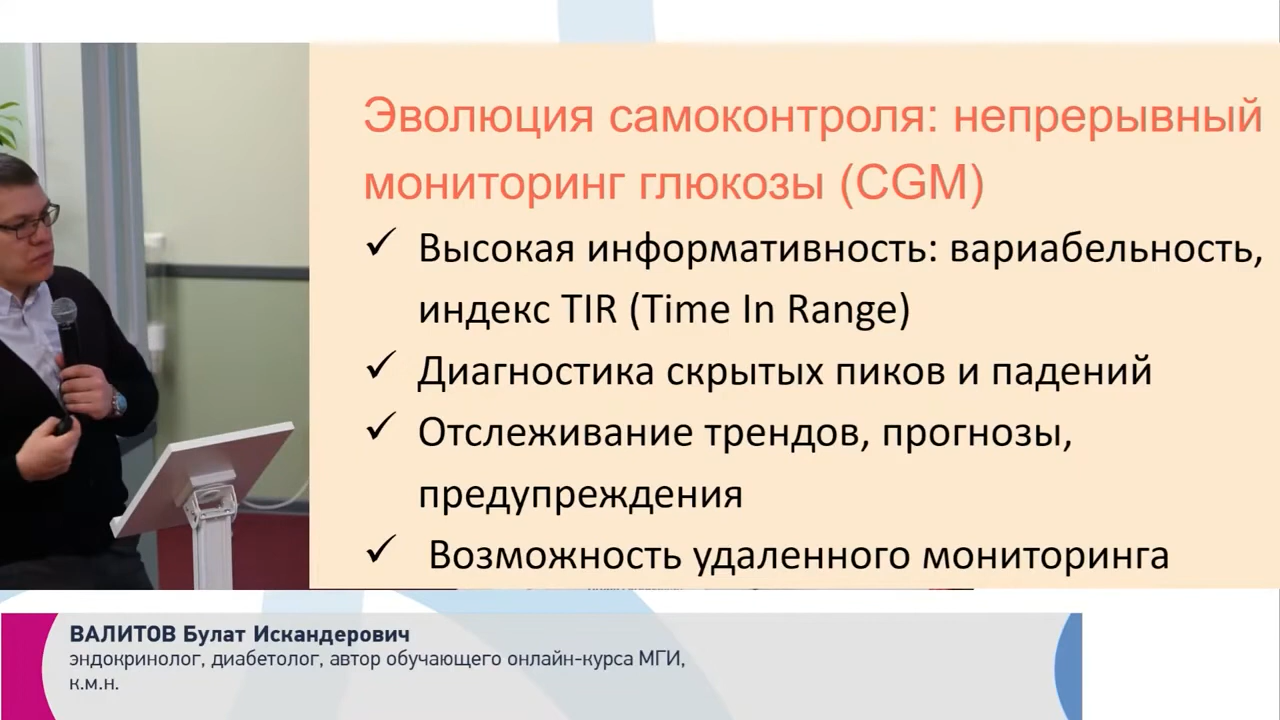 Эволюция самоконтроля: непрерывный
мониторинг глюкозы (CGM)
✓ Высокая информативность: вариабельность,
индекс TIR (Time In Range)
✓ Диагностика скрытых пиков и падений
✓ Отслеживание трендов, прогнозы,
предупреждения
✓ Возможность удаленного мониторинга
ВАЛИТОВ Булат Искандерович
эндокринолог, диабетолог, автор обучающего онлайн-курса МГИ,
к.м.н.